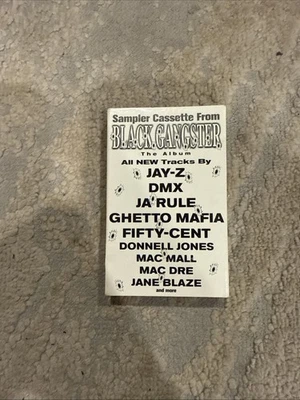 Sampler Cassette From
BLACK GANGSTER
The Album
All NEW Tracks By
JAY-Z
DMX
JA'RULE
GHETTO MAFIA
FIFTY-CENT
DONNELL JONES
MAC MALL
MAC DRE
JANE BLAZE
and more